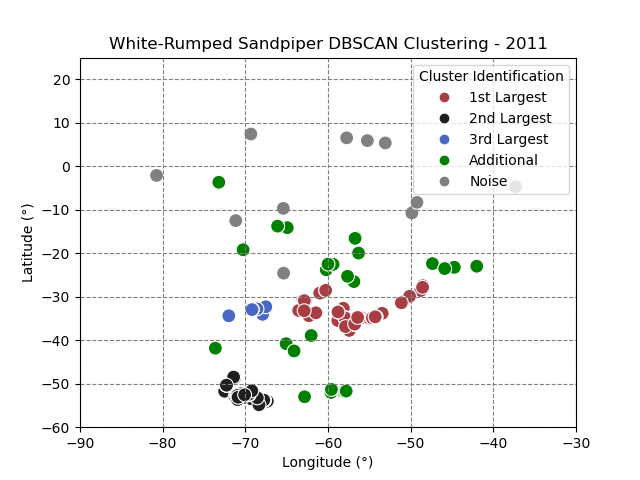 White-Rumped Sandpiper DBSCAN Clustering - 2011
Cluster Identification
1st Largest
2nd Largest
3rd Largest
Additional
Noise
Latitude (°)
20
10
0
−10
−20
−30
−40
−50
−60
−90
−80
−70
−60
−50
−40
−30
Longitude (°)